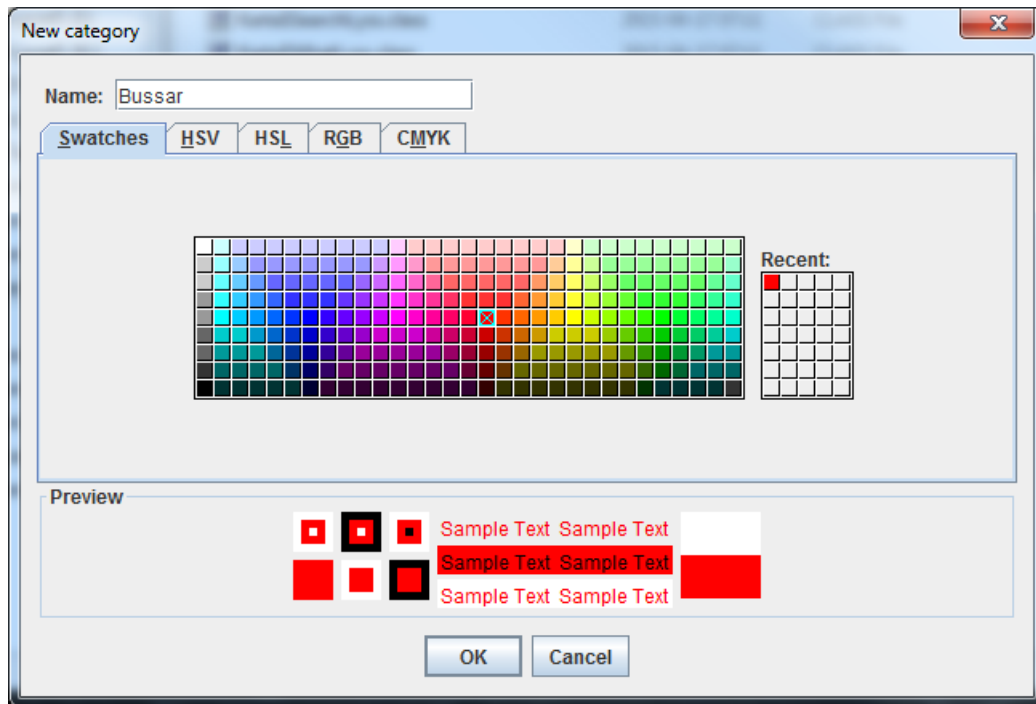 New category
Name: Bussar
Swatches HSV HSL RGB CMYK
Recent:
Preview
Sample Text Sample Text
Sample Text Sample Text
Sample Text Sample Text
OK Cancel